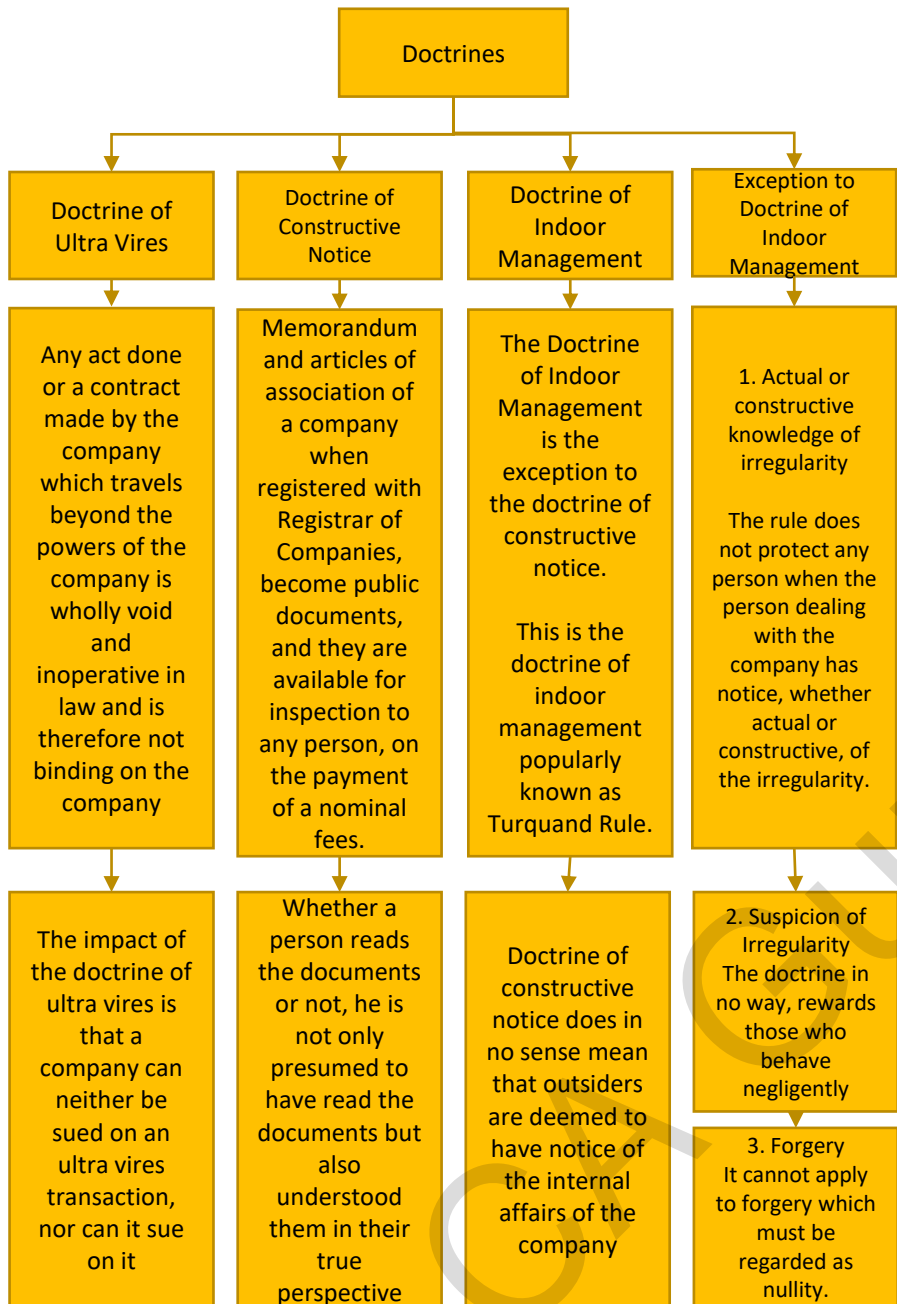 Doctrines
Doctrine of
Ultra Vires
Any act done
or a contract
made by the
company
which travels
beyond the
powers of the
company is
wholly void
and
inoperative in
law and is
therefore not
binding on the
company
The impact of
the doctrine of
ultra vires is
that a
company can
neither be
sued on an
ultra vires
transaction,
nor can it sue
on it
Doctrine of
Constructive
Notice
Memorandum
and articles of
association of
a company
when
registered with
Registrar of
Companies,
become public
documents,
and they are
available for
inspection to
any person, on
the payment
of a nominal
fees.
Whether a
person reads
the documents
or not, he is
not only
presumed to
have read the
documents but
also
understood
them in their
true
perspective
Doctrine of
Indoor
Management
The Doctrine
of Indoor
Management
is the
exception to
the doctrine of
constructive
notice.
This is the
doctrine of
indoor
management
popularly
known as
Turquand Rule.
Doctrine of
constructive
notice does in
no sense mean
that outsiders
are deemed to
have notice of
the internal
affairs of the
company
Exception to
Doctrine of
Indoor
Management
1. Actual or
constructive
knowledge of
irregularity
The rule does
not protect any
person when the
person dealing
with the
company has
notice, whether
actual or
constructive, of
the irregularity.
2. Suspicion of
Irregularity
The doctrine in
no way, rewards
those who
behave
negligently
3. Forgery
It cannot apply
to forgery which
must be
regarded as
nullity.
CA